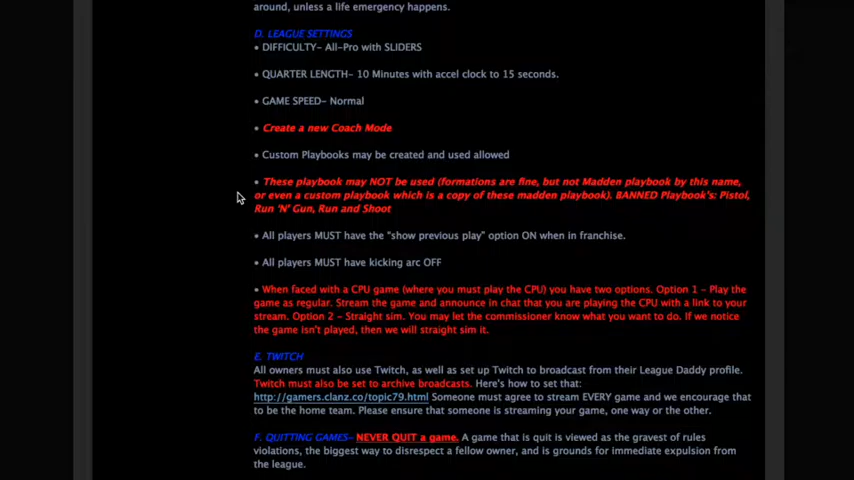 around, unless a life emergency happens.
D. LEAGUE SETTINGS
• DIFFICULTY- All-Pro with SLIDERS
• QUARTER LENGTH- 10 Minutes with accel clock to 15 seconds.
• GAME SPEED- Normal
• Create a new Coach Mode
• Custom Playbooks may be created and used allowed
• These playbook may NOT be used (formations are fine, but not Madden playbook by this name,
or even a custom playbook which is a copy of these madden playbook). BANNED Playbook's: Pistol,
Run 'N' Gun, Run and Shoot
• All players MUST have the "show previous play" option ON when in franchise.
• All players MUST have kicking arc OFF
• When faced with a CPU game (where you must play the CPU) you have two options. Option 1 - Play the
game as regular. Stream the game and announce in chat that you are playing the CPU with a link to your
stream. Option 2 - Straight sim. You may let the commissioner know what you want to do. If we notice
the game isn't played, then we will straight sim it.
E. TWITCH
All owners must also use Twitch, as well as set up Twitch to broadcast from their League Daddy profile.
Twitch must also be set to archive broadcasts. Here's how to set that:
http://gamers.clanz.co/topic79.html Someone must agree to stream EVERY game and we encourage that
to be the home team. Please ensure that someone is streaming your game, one way or the other.
F. QUITTING GAMES- NEVER QUIT a game. A game that is quit is viewed as the gravest of rules
violations, the biggest way to disrespect a fellow owner, and is grounds for immediate expulsion from
the league.